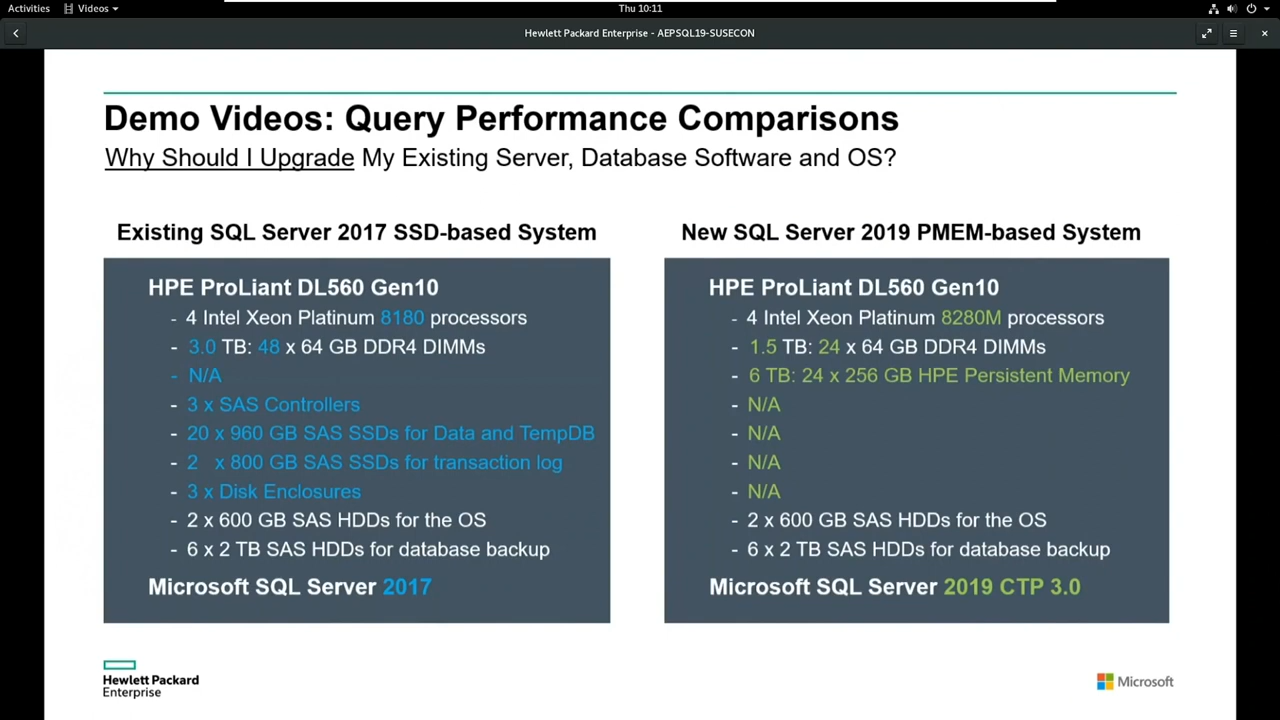 Activities
Videos
Thu 10:11
Hewlett Packard Enterprise - AEPSQL19-SUSECON
Demo Videos: Query Performance Comparisons
Why Should I Upgrade My Existing Server, Database Software and OS?
Existing SQL Server 2017 SSD-based System
HPE ProLiant DL560 Gen10
- 4 Intel Xeon Platinum 8180 processors
- 3.0 TB: 48 x 64 GB DDR4 DIMMs
- N/A
- 3 x SAS Controllers
- 20 x 960 GB SAS SSDs for Data and TempDB
- 2 x 800 GB SAS SSDs for transaction log
- 3 x Disk Enclosures
- 2 x 600 GB SAS HDDs for the OS
- 6 x 2 TB SAS HDDs for database backup
Microsoft SQL Server 2017
New SQL Server 2019 PMEM-based System
HPE ProLiant DL560 Gen10
- 4 Intel Xeon Platinum 8280M processors
- 1.5 TB: 24 x 64 GB DDR4 DIMMs
- 6 TB: 24 x 256 GB HPE Persistent Memory
- N/A
- N/A
- N/A
- N/A
- 2 x 600 GB SAS HDDs for the OS
- 6 x 2 TB SAS HDDs for database backup
Microsoft SQL Server 2019 CTP 3.0
Hewlett Packard
Enterprise
Microsoft